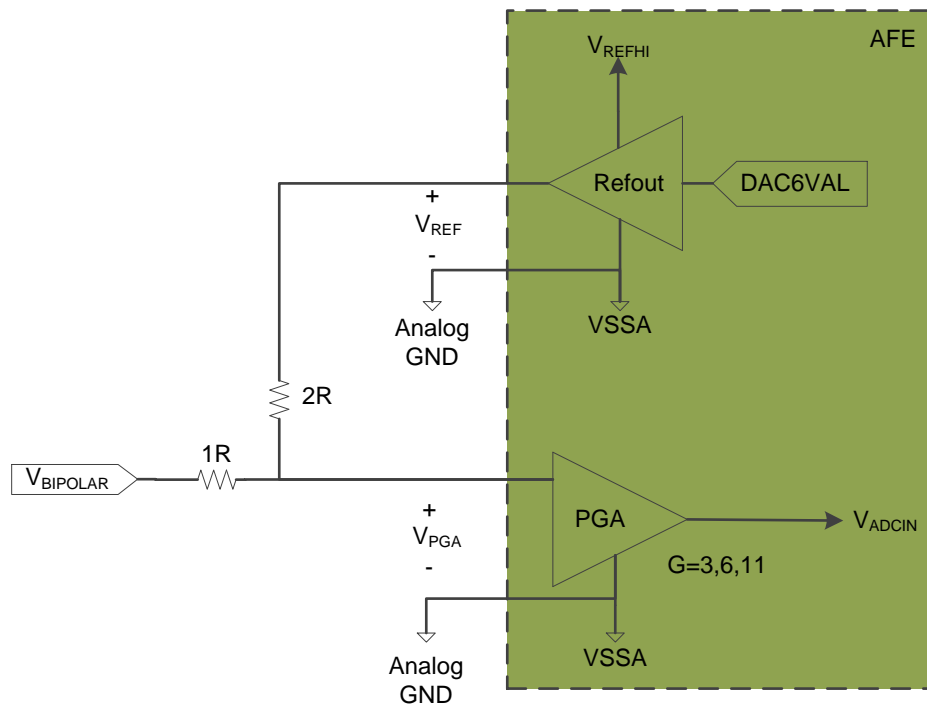 AFE
VREFHI
Refout
DAC6VAL
+
VREF
-
Analog
GND
VSSA
2R
1R
VBIPOLAR
+
VPGA
-
PGA
VADCIN
G=3,6,11
Analog
GND
VSSA